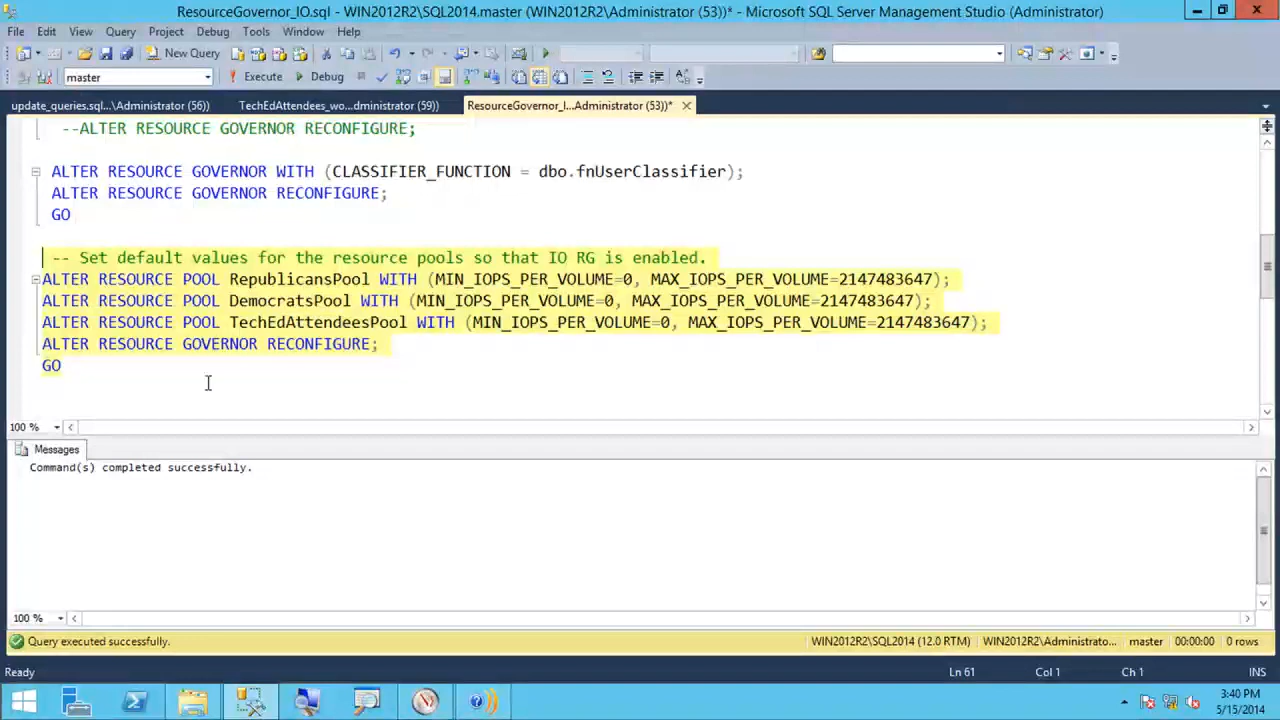 ResourceGovernor_IO.sql - WIN2012R2\SQL2014.master (WIN2012R2\Administrator (53))* - Microsoft SQL Server Management Studio (Administrator)
File Edit View Query Project Debug Tools Window Help
New Query
master Execute Debug
update_queries.sql...\Administrator (56)) TechEdAttendees_wo...dministrator (59)) ResourceGovernor_I...Administrator (53))*
--ALTER RESOURCE GOVERNOR RECONFIGURE;
ALTER RESOURCE GOVERNOR WITH (CLASSIFIER_FUNCTION = dbo.fnUserClassifier);
ALTER RESOURCE GOVERNOR RECONFIGURE;
GO
-- Set default values for the resource pools so that IO RG is enabled.
ALTER RESOURCE POOL RepublicansPool WITH (MIN_IOPS_PER_VOLUME=0, MAX_IOPS_PER_VOLUME=2147483647);
ALTER RESOURCE POOL DemocratsPool WITH (MIN_IOPS_PER_VOLUME=0, MAX_IOPS_PER_VOLUME=2147483647);
ALTER RESOURCE POOL TechEdAttendeesPool WITH (MIN_IOPS_PER_VOLUME=0, MAX_IOPS_PER_VOLUME=2147483647);
ALTER RESOURCE GOVERNOR RECONFIGURE;
GO
100 %
Messages
Command(s) completed successfully.
100 %
Query executed successfully. WIN2012R2\SQL2014 (12.0 RTM) WIN2012R2\Administrato... master 00:00:00 0 rows
Ready Ln 61 Col 1 Ch 1 INS
3:40 PM
5/15/2014